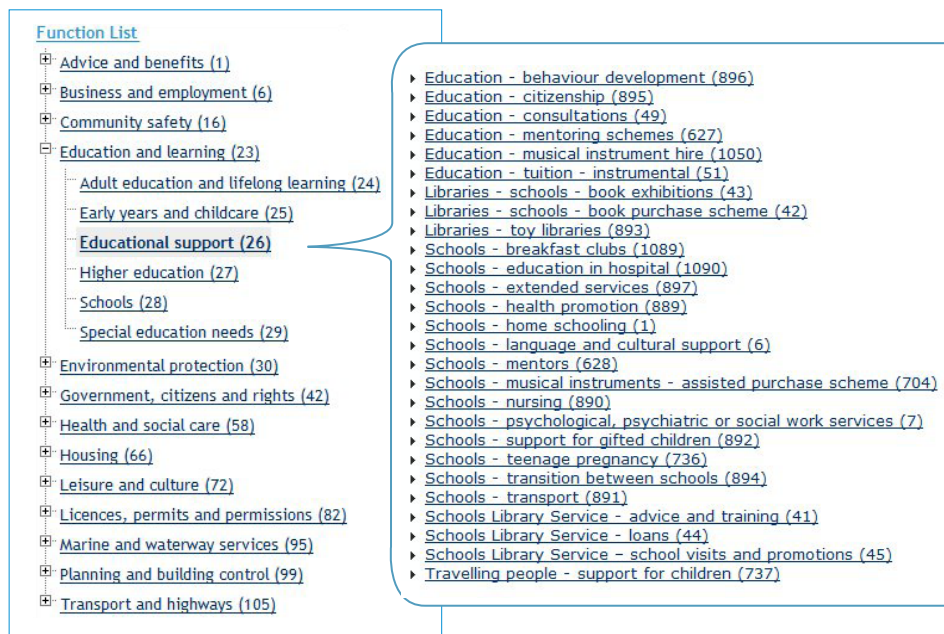 Function List
Advice and benefits (1)
Business and employment (6)
Community safety (16)
Education and learning (23)
Adult education and lifelong learning (24)
Early years and childcare (25)
Educational support (26)
Higher education (27)
Schools (28)
Special education needs (29)
Environmental protection (30)
Government, citizens and rights (42)
Health and social care (58)
Housing (66)
Leisure and culture (72)
Licences, permits and permissions (82)
Marine and waterway services (95)
Planning and building control (99)
Transport and highways (105)
Education - behaviour development (896)
Education - citizenship (895)
Education - consultations (49)
Education - mentoring schemes (627)
Education - musical instrument hire (1050)
Education - tuition - instrumental (51)
Libraries - schools - book exhibitions (43)
Libraries - schools - book purchase scheme (42)
Libraries - toy libraries (893)
Schools - breakfast clubs (1089)
Schools - education in hospital (1090)
Schools - extended services (897)
Schools - health promotion (889)
Schools - home schooling (1)
Schools - language and cultural support (6)
Schools - mentors (628)
Schools - musical instruments - assisted purchase scheme (704)
Schools - nursing (890)
Schools - psychological, psychiatric or social work services (7)
Schools - support for gifted children (892)
Schools - teenage pregnancy (736)
Schools - transition between schools (894)
Schools - transport (891)
Schools Library Service - advice and training (41)
Schools Library Service - loans (44)
Schools Library Service – school visits and promotions (45)
Travelling people - support for children (737)